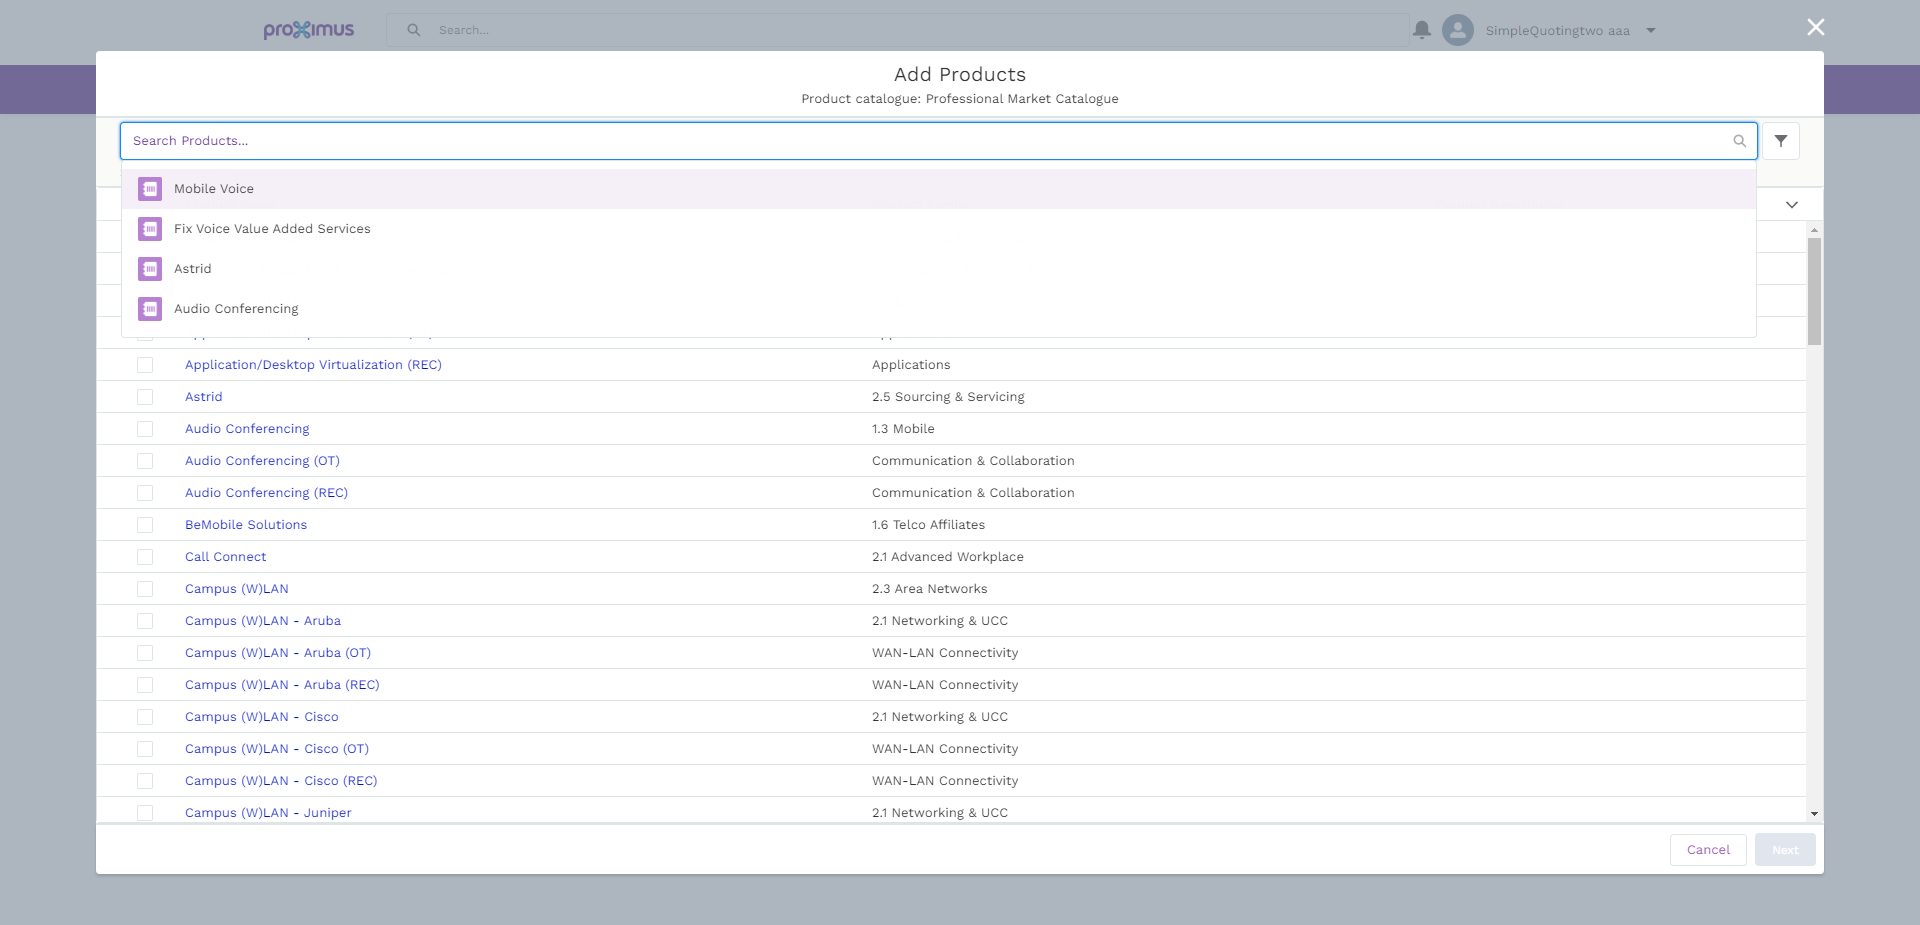 proximus
Search...
SimpleQuotingtwo aaa
Add Products
Product catalogue: Professional Market Catalogue
Search Products...
Mobile Voice
Fix Voice Value Added Services
Astrid
Audio Conferencing
Application/Desktop Virtualization (REC) Applications
Astrid 2.5 Sourcing & Servicing
Audio Conferencing 1.3 Mobile
Audio Conferencing (OT) Communication & Collaboration
Audio Conferencing (REC) Communication & Collaboration
BeMobile Solutions 1.6 Telco Affiliates
Call Connect 2.1 Advanced Workplace
Campus (W)LAN 2.3 Area Networks
Campus (W)LAN - Aruba 2.1 Networking & UCC
Campus (W)LAN - Aruba (OT) WAN-LAN Connectivity
Campus (W)LAN - Aruba (REC) WAN-LAN Connectivity
Campus (W)LAN - Cisco 2.1 Networking & UCC
Campus (W)LAN - Cisco (OT) WAN-LAN Connectivity
Campus (W)LAN - Cisco (REC) WAN-LAN Connectivity
Campus (W)LAN - Juniper 2.1 Networking & UCC
Cancel
Next